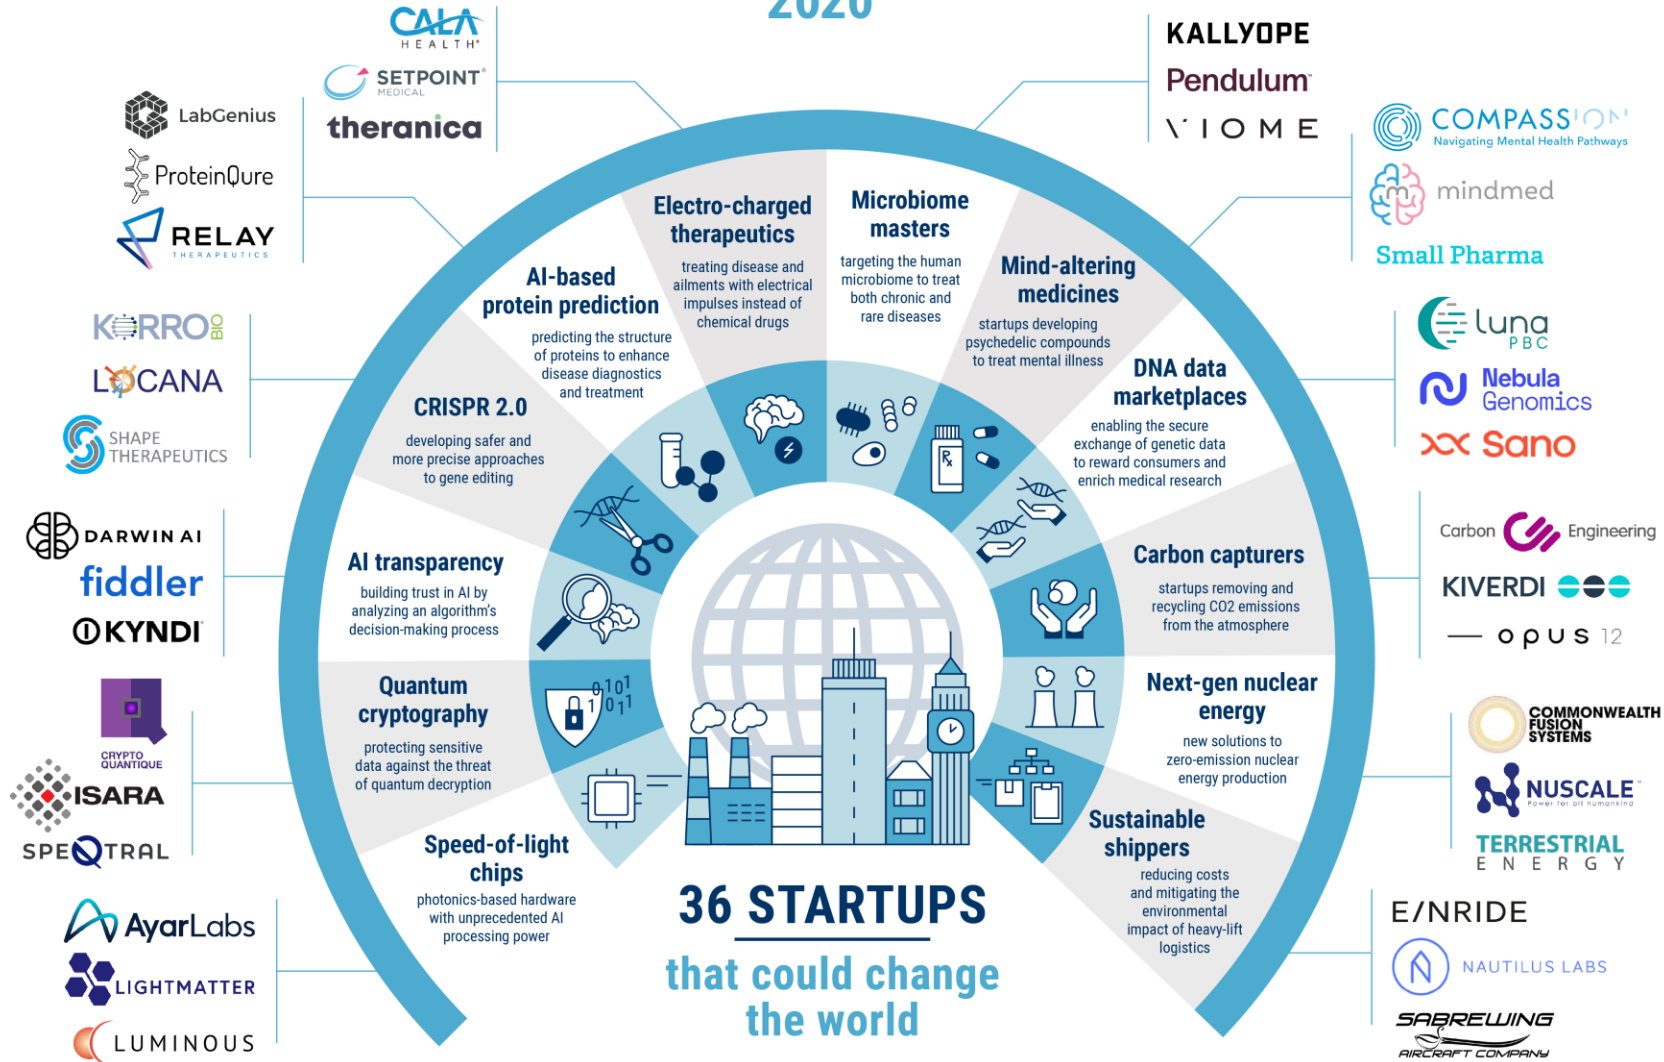 2020
CALA
HEALTH®
SETPOINT®
MEDICAL
theranica
KALLYOPE
Pendulum™
VIOME
LabGenius
ProteinQure
RELAY
THERAPEUTICS
COMPASSION
Navigating Mental Health Pathways
mindmed
Small Pharma
KORRO BIO
LOCANA
SHAPE
THERAPEUTICS
luna
PBC
Nebula
Genomics
Sano
DARWIN AI
fiddler
KYNDI
Carbon Engineering
KIVERDI
opus 12
CRYPTO
QUANTIQUE
ISARA
SPEQTRAL
COMMONWEALTH
FUSION
SYSTEMS
NUSCALE™
Power for all humankind
TERRESTRIAL
ENERGY
AyarLabs
LIGHTMATTER
LUMINOUS
E/NRIDE
NAUTILUS LABS
SABREWING
AIRCRAFT COMPANY
Speed-of-light
chips
photonics-based hardware
with unprecedented AI
processing power
Quantum
cryptography
protecting sensitive
data against the threat
of quantum decryption
AI transparency
building trust in AI by
analyzing an algorithm's
decision-making process
CRISPR 2.0
developing safer and
more precise approaches
to gene editing
AI-based
protein prediction
predicting the structure
of proteins to enhance
disease diagnostics
and treatment
Electro-charged
therapeutics
treating disease and
ailments with electrical
impulses instead of
chemical drugs
Microbiome
masters
targeting the human
microbiome to treat
both chronic and
rare diseases
Mind-altering
medicines
startups developing
psychedelic compounds
to treat mental illness
DNA data
marketplaces
enabling the secure
exchange of genetic data
to reward consumers and
enrich medical research
Carbon capturers
startups removing and
recycling CO2 emissions
from the atmosphere
Next-gen nuclear
energy
new solutions to
zero-emission nuclear
energy production
Sustainable
shippers
reducing costs
and mitigating the
environmental
impact of heavy-lift
logistics
Rx
0101
1 011
36 STARTUPS
that could change
the world